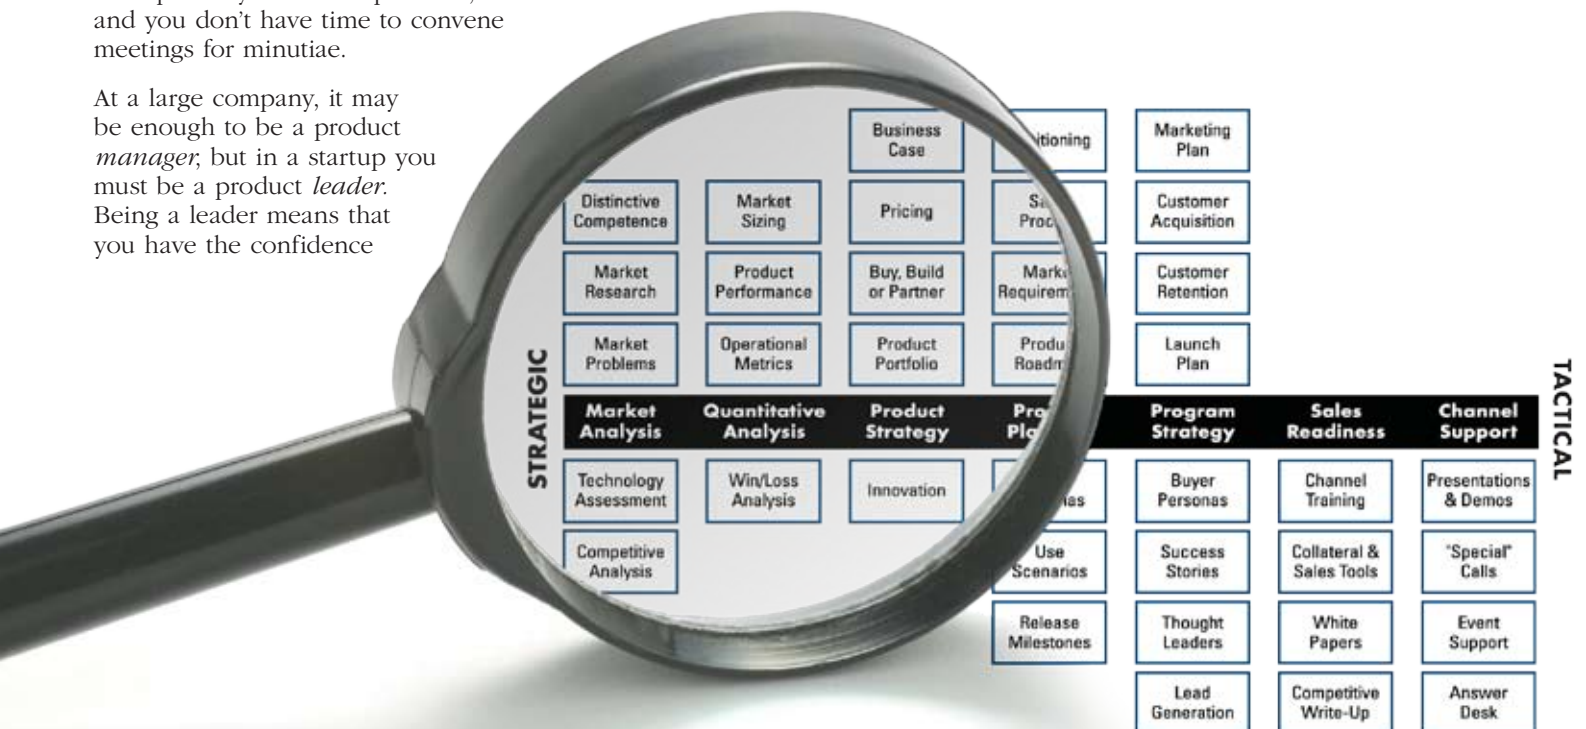 and you don't have time to convene
meetings for minutiae.
At a large company, it may
be enough to be a product
manager; but in a startup you
must be a product leader.
Being a leader means that
you have the confidence
STRATEGIC
Business
Case
Marketing
Plan
Distinctive
Competence
Market
Sizing
Pricing
Customer
Acquisition
Market
Research
Product
Performance
Buy, Build
or Partner
Customer
Retention
Market
Problems
Operational
Metrics
Product
Portfolio
Launch
Plan
Market
Analysis
Quantitative
Analysis
Product
Strategy
Program
Strategy
Sales
Readiness
Channel
Support
TACTICAL
Technology
Assessment
Win/Loss
Analysis
Innovation
Buyer
Personas
Channel
Training
Presentations
& Demos
Competitive
Analysis
Use
Scenarios
Success
Stories
Collateral &
Sales Tools
"Special"
Calls
Release
Milestones
Thought
Leaders
White
Papers
Event
Support
Lead
Generation
Competitive
Write-Up
Answer
Desk